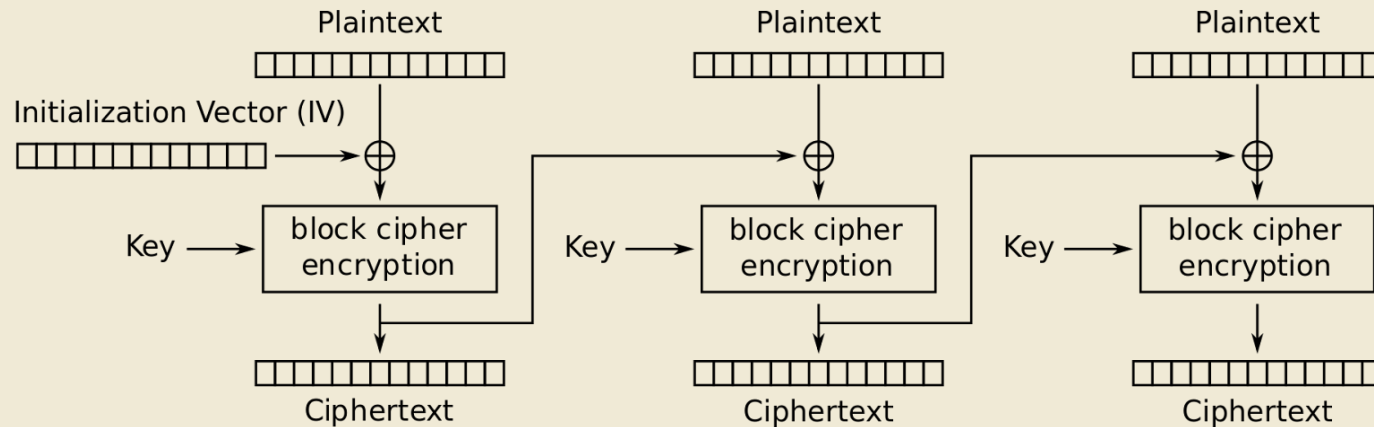 Plaintext
Plaintext
Plaintext
Initialization Vector (IV)
Key
block cipher
encryption
Key
block cipher
encryption
Key
block cipher
encryption
Ciphertext
Ciphertext
Ciphertext